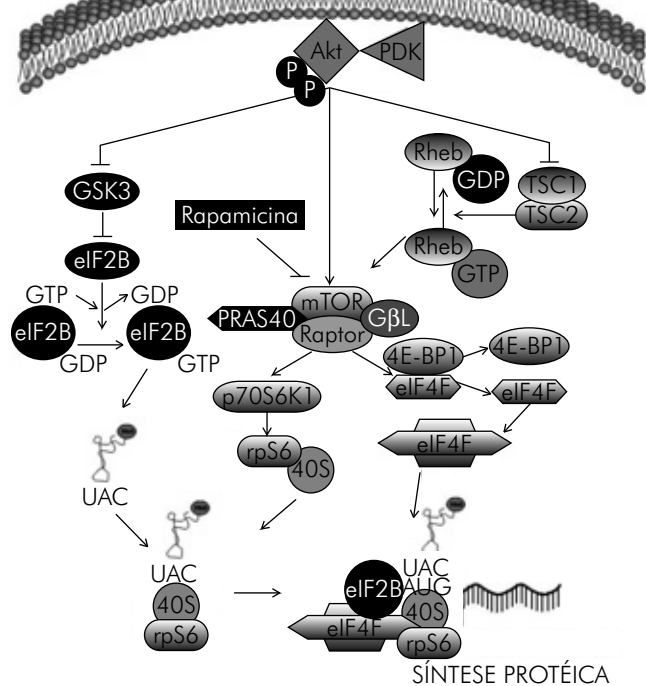 Akt
PDK
P
P
GSK3
Rheb
GDP
TSC1
TSC2
Rapamicina
eIF2B
Rheb
GTP
GTP
GDP
eIF2B
eIF2B
GDP
GTP
PRAS40
mTOR
GβL
Raptor
4E-BP1
4E-BP1
eIF4F
eIF4F
p70S6K1
rpS6
40S
eIF4F
UAC
UAC
40S
rpS6
UAC
AUG
eIF2B
40S
eIF4F
rpS6
SÍNTESE PROTÉICA